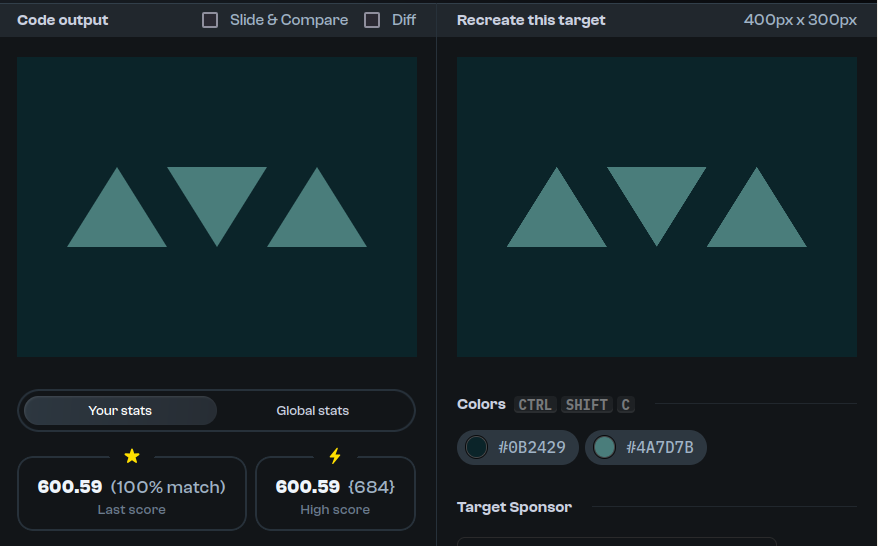 Code output Slide & Compare Diff
Recreate this target 400px x 300px
Your stats Global stats
600.59 (100% match)
Last score
600.59 {684}
High score
Colors CTRL SHIFT C
#0B2429 #4A7D7B
Target Sponsor